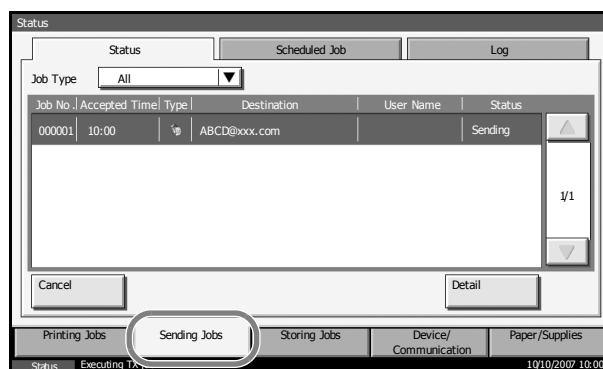 Status
Status Scheduled Job Log
Job Type All
Job No. Accepted Time Type Destination User Name Status
000001 10:00 ABCD@xxx.com Sending
1/1
Cancel Detail
Printing Jobs Sending Jobs Storing Jobs Device/ Communication Paper/Supplies
Status Executing TX 10/10/2007 10:00